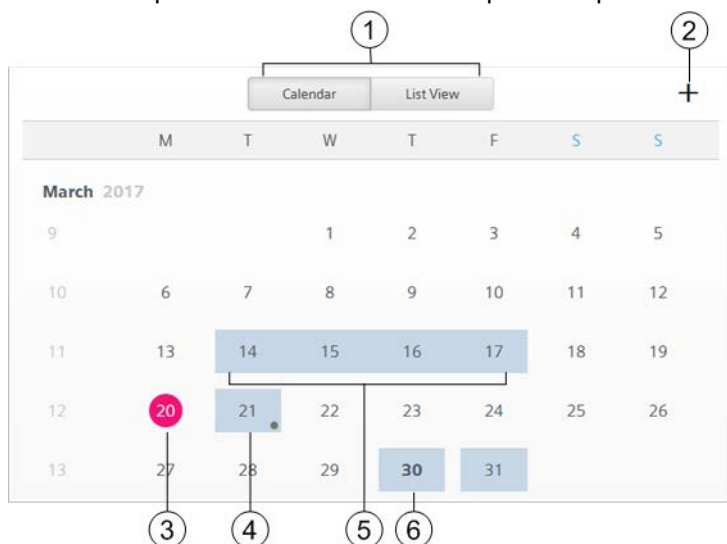 1 2
Calendar List View +
M T W T F S S
March 2017
9 1 2 3 4 5
10 6 7 8 9 10 11 12
11 13 14 15 16 17 18 19
12 20 21 22 23 24 25 26
13 27 28 29 30 31
3 4 5 6